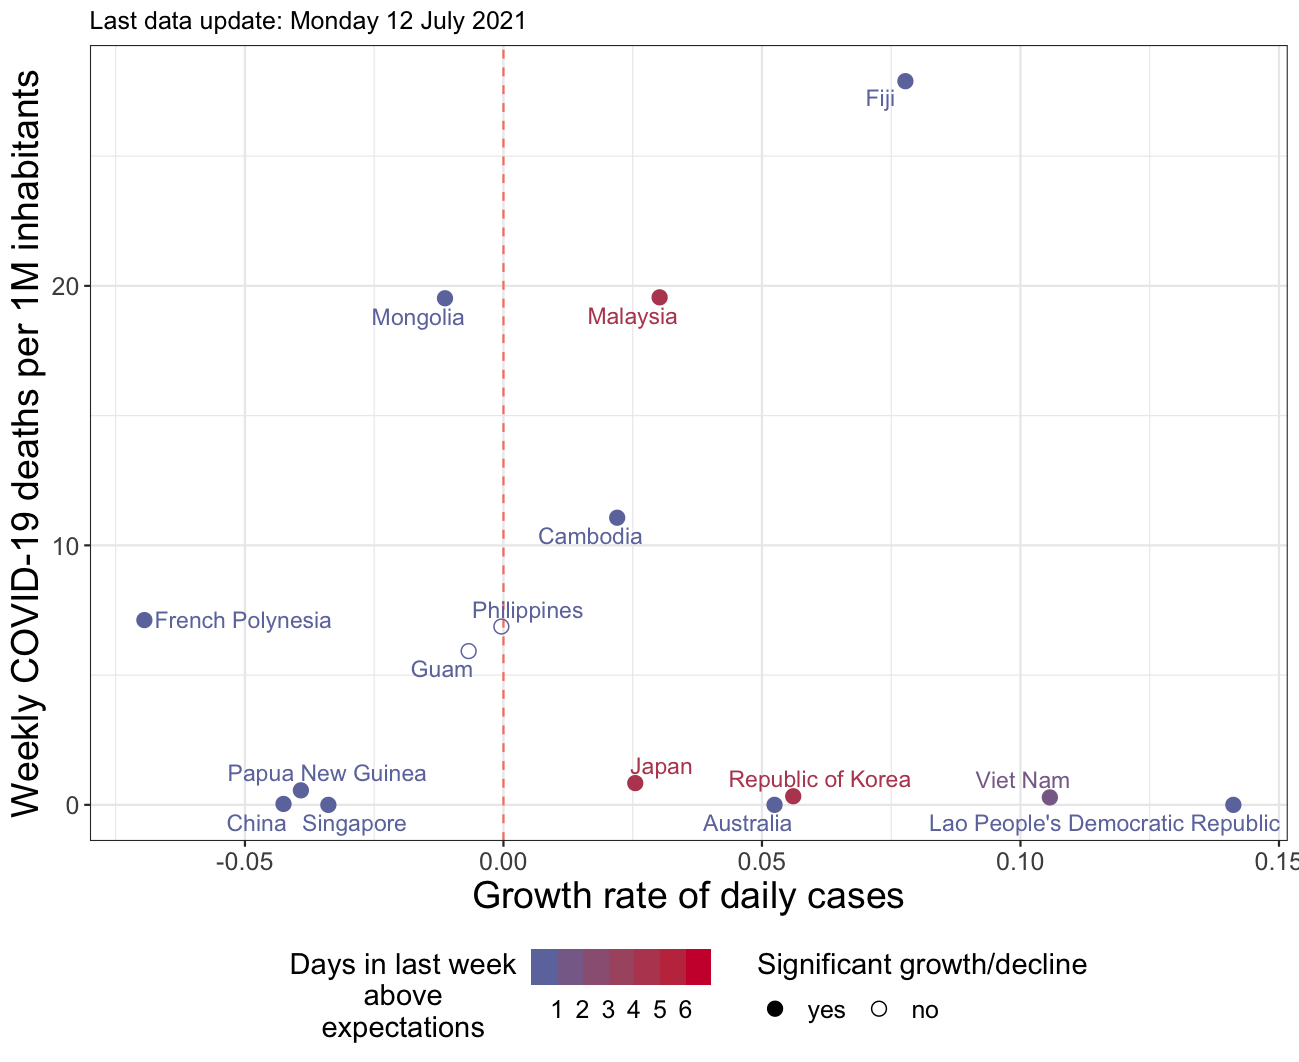 Last data update: Monday 12 July 2021
Weekly COVID-19 deaths per 1M inhabitants
20
10
0
Fiji
Mongolia
Malaysia
Cambodia
French Polynesia
Philippines
Guam
Papua New Guinea
Japan
Republic of Korea
Viet Nam
China
Singapore
Australia
Lao People's Democratic Republic
-0.05 0.00 0.05 0.10 0.15
Growth rate of daily cases
Days in last week
above
expectations
1 2 3 4 5 6
Significant growth/decline
yes no